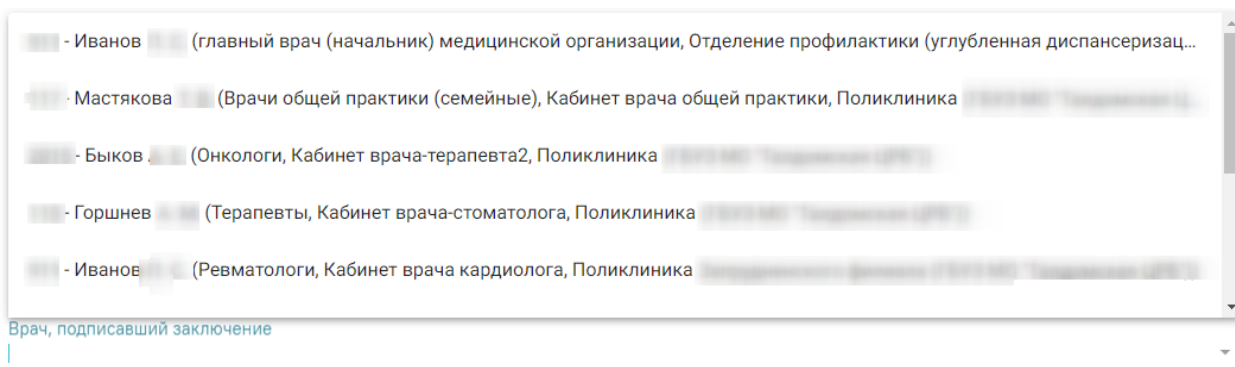 - Иванов (главный врач (начальник) медицинской организации, Отделение профилактики (углубленная диспансеризац...
- Мастякова (Врачи общей практики (семейные), Кабинет врача общей практики, Поликлиника
- Быков (Онкологи, Кабинет врача-терапевта2, Поликлиника
- Горшнев (Терапевты, Кабинет врача-стоматолога, Поликлиника
- Иванов (Ревматологи, Кабинет врача кардиолога, Поликлиника
Врач, подписавший заключение